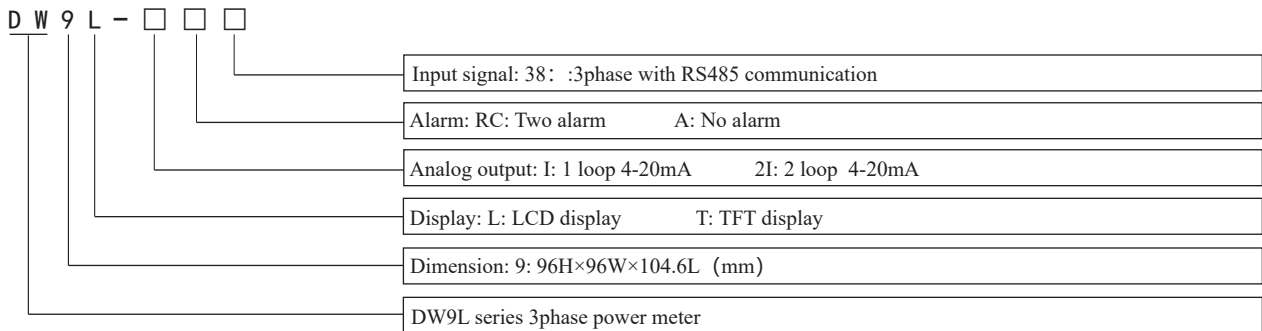 DW9L-□□□
Input signal: 38：:3phase with RS485 communication
Alarm: RC: Two alarm A: No alarm
Analog output: I: 1 loop 4-20mA 2I: 2 loop 4-20mA
Display: L: LCD display T: TFT display
Dimension: 9: 96H×96W×104.6L（mm）
DW9L series 3phase power meter